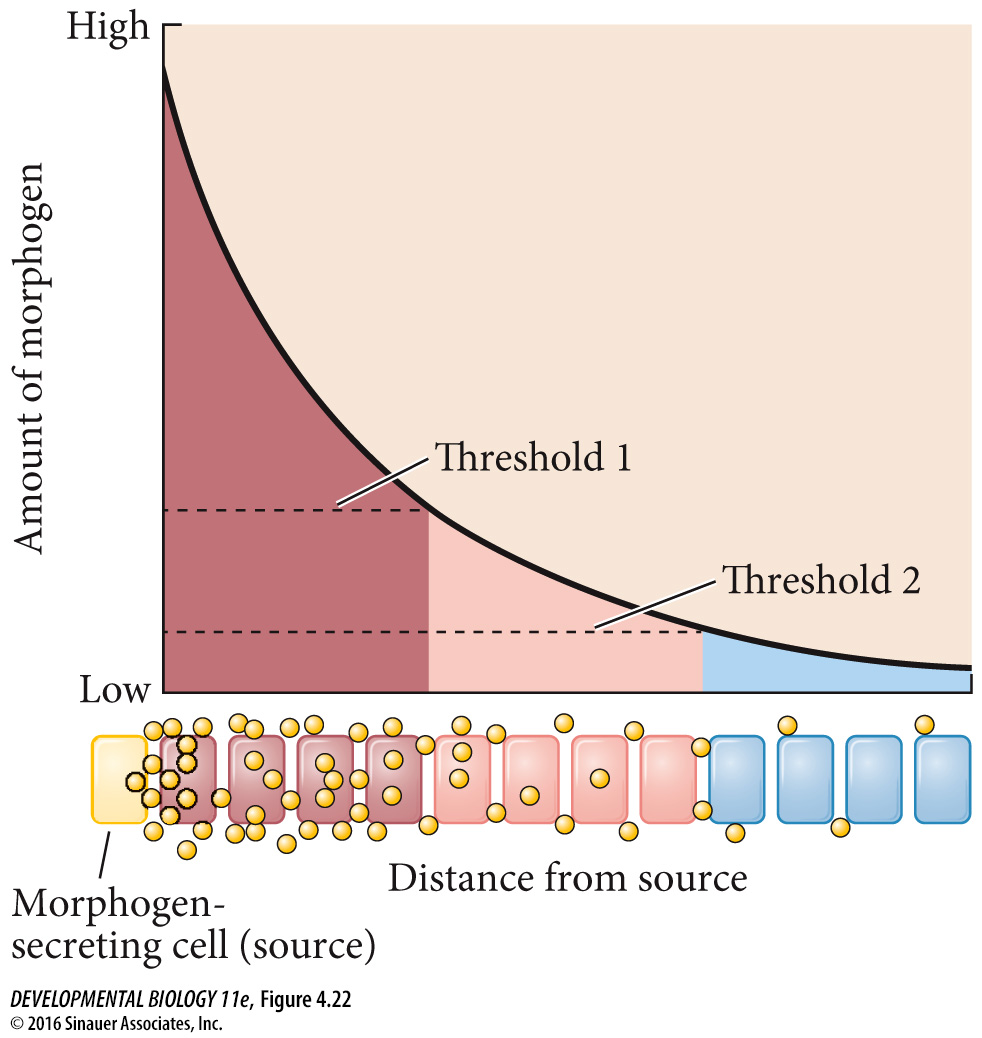 High
Amount of morphogen
Threshold 1
Threshold 2
Low
Distance from source
Morphogen-
secreting cell (source)
DEVELOPMENTAL BIOLOGY 11e, Figure 4.22
© 2016 Sinauer Associates, Inc.